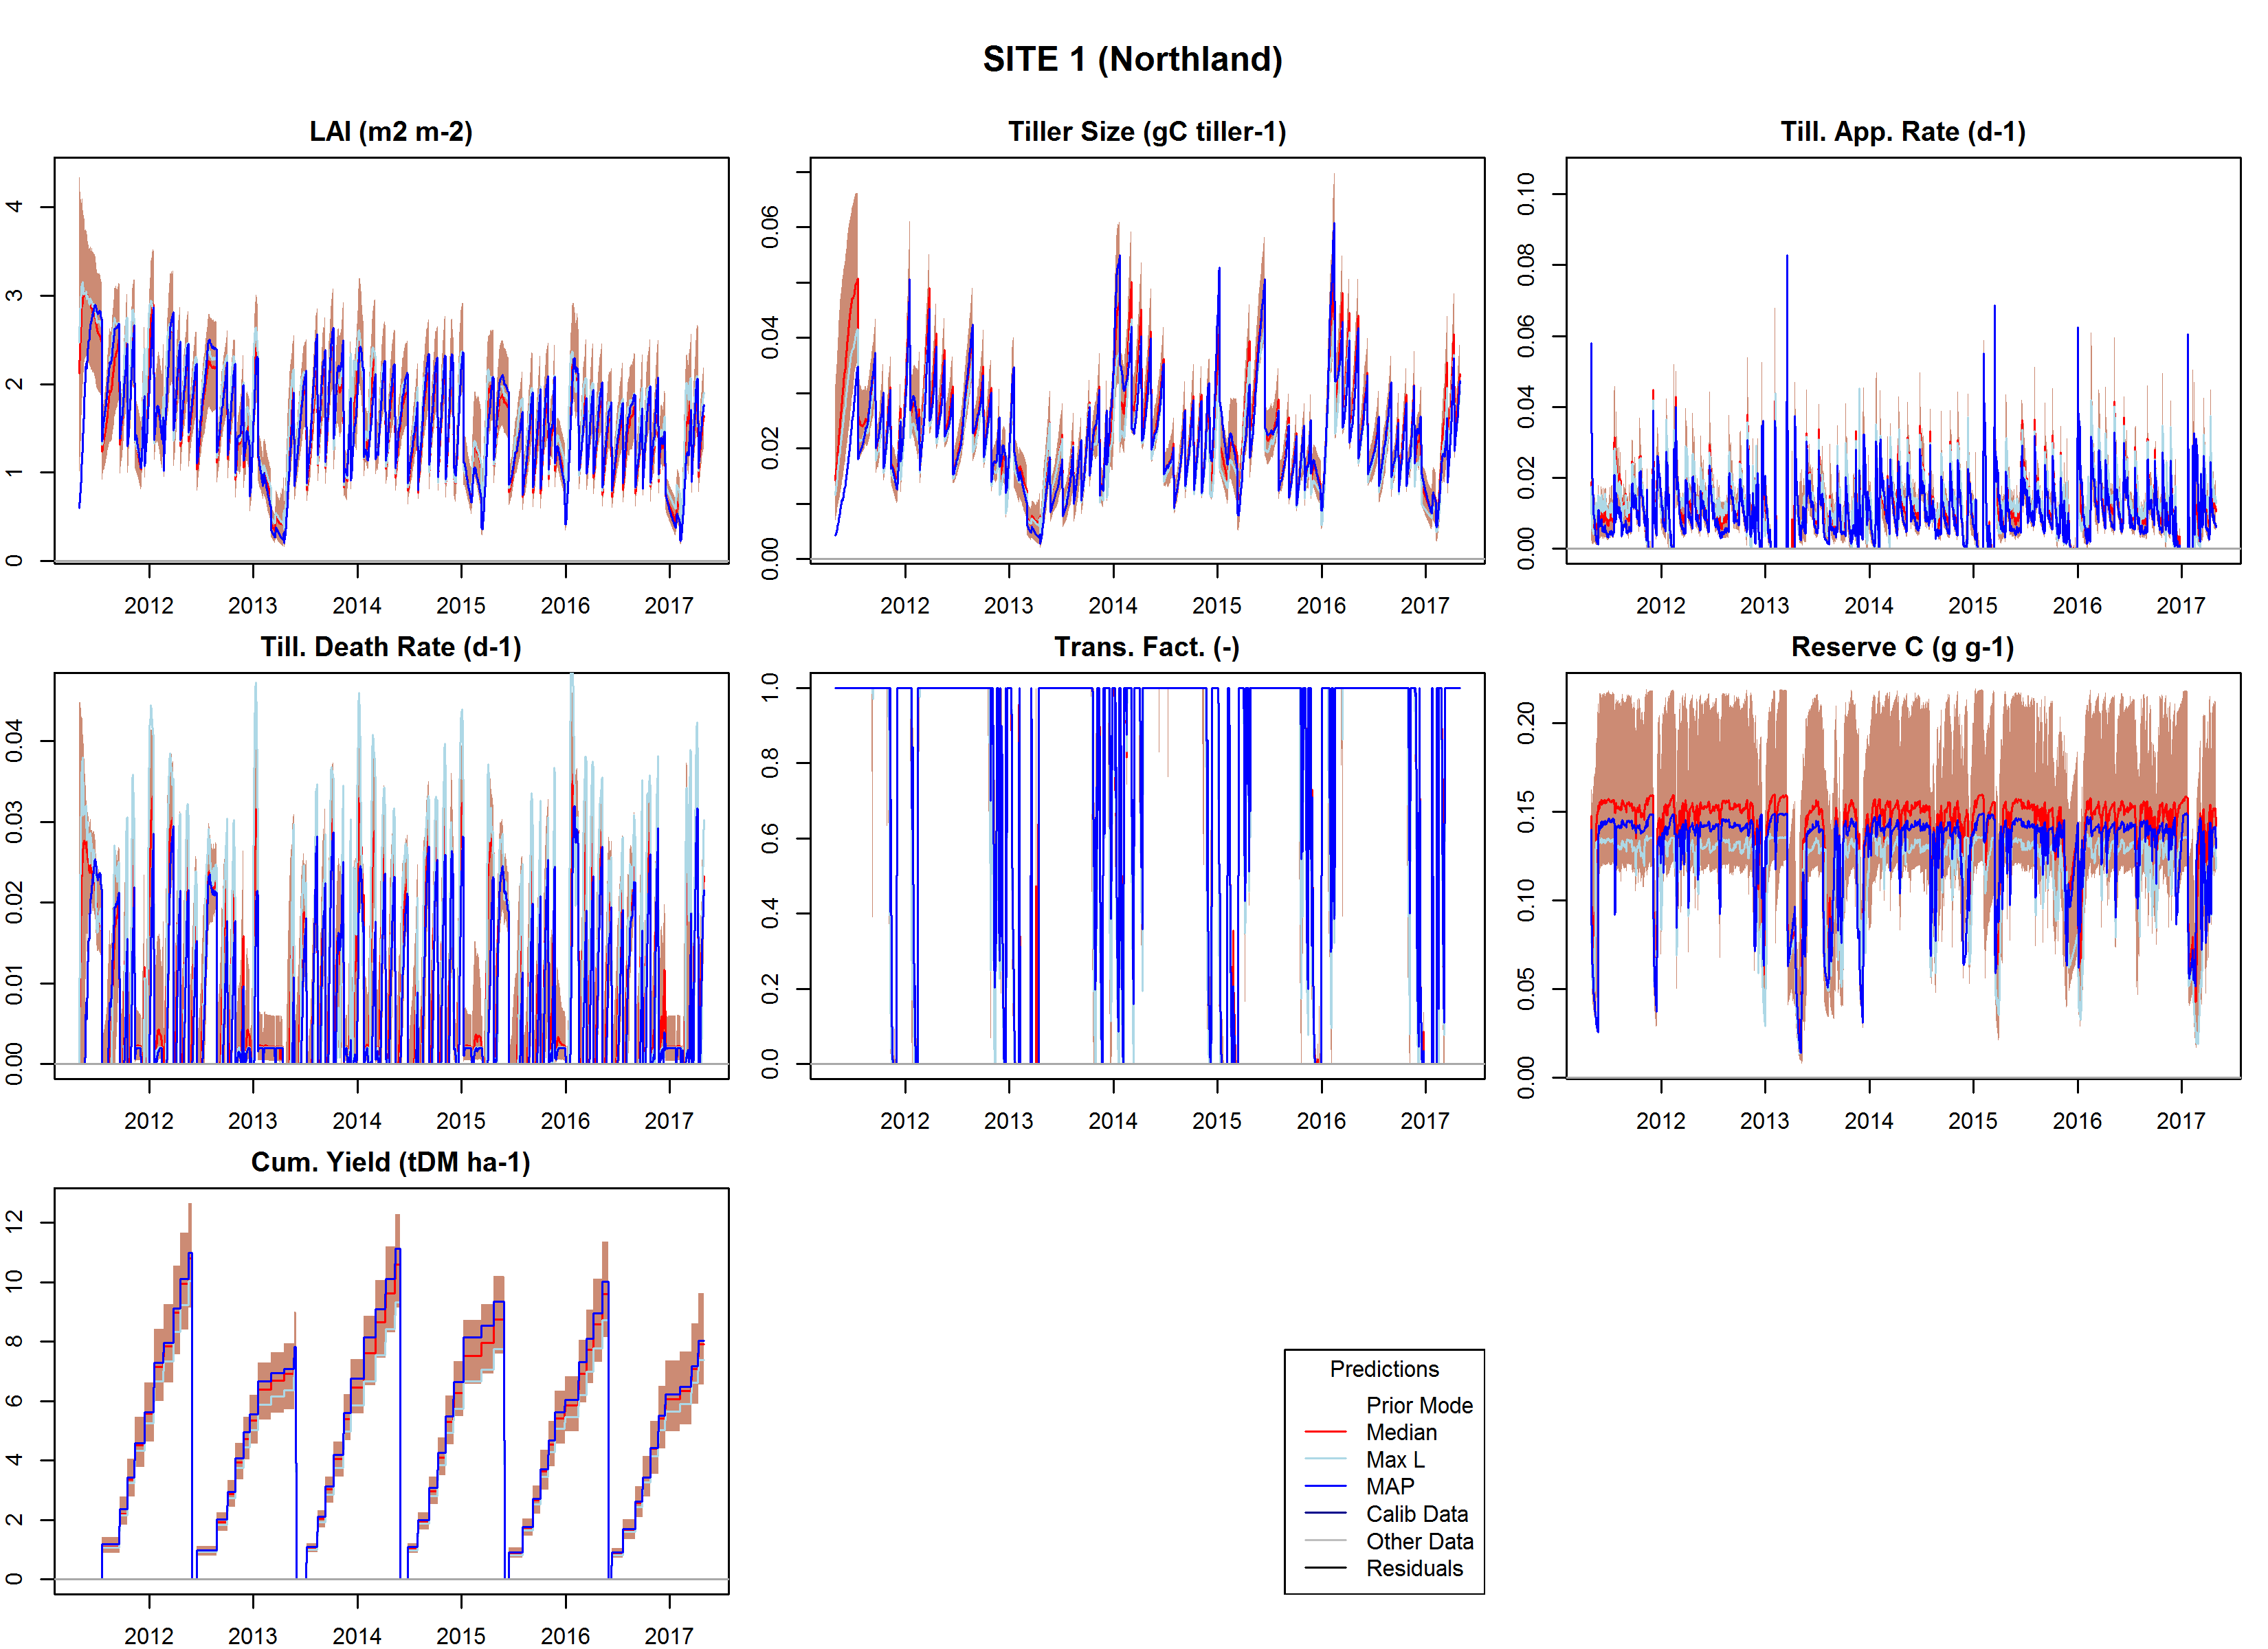 SITE 1 (Northland)
LAI (m2 m-2)
0
1
2
3
4
2012 2013 2014 2015 2016 2017
Tiller Size (gC tiller-1)
0.00
0.02
0.04
0.06
2012 2013 2014 2015 2016 2017
Till. App. Rate (d-1)
0.00
0.02
0.04
0.06
0.08
0.10
2012 2013 2014 2015 2016 2017
Till. Death Rate (d-1)
0.00
0.01
0.02
0.03
0.04
2012 2013 2014 2015 2016 2017
Trans. Fact. (-)
0.0
0.2
0.4
0.6
0.8
1.0
2012 2013 2014 2015 2016 2017
Reserve C (g g-1)
0.00
0.05
0.10
0.15
0.20
2012 2013 2014 2015 2016 2017
Cum. Yield (tDM ha-1)
0
2
4
6
8
10
12
2012 2013 2014 2015 2016 2017
Predictions
Prior Mode
Median
Max L
MAP
Calib Data
Other Data
Residuals